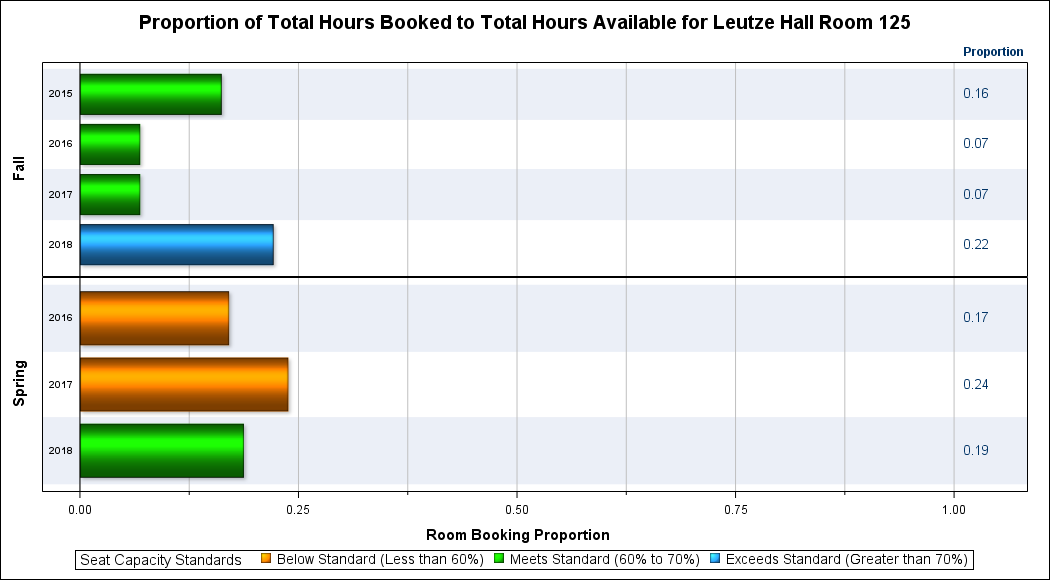 Proportion of Total Hours Booked to Total Hours Available for Leutze Hall Room 125
Proportion
Fall
2015 0.16
2016 0.07
2017 0.07
2018 0.22
Spring
2016 0.17
2017 0.24
2018 0.19
0.00 0.25 0.50 0.75 1.00
Room Booking Proportion
Seat Capacity Standards Below Standard (Less than 60%) Meets Standard (60% to 70%) Exceeds Standard (Greater than 70%)